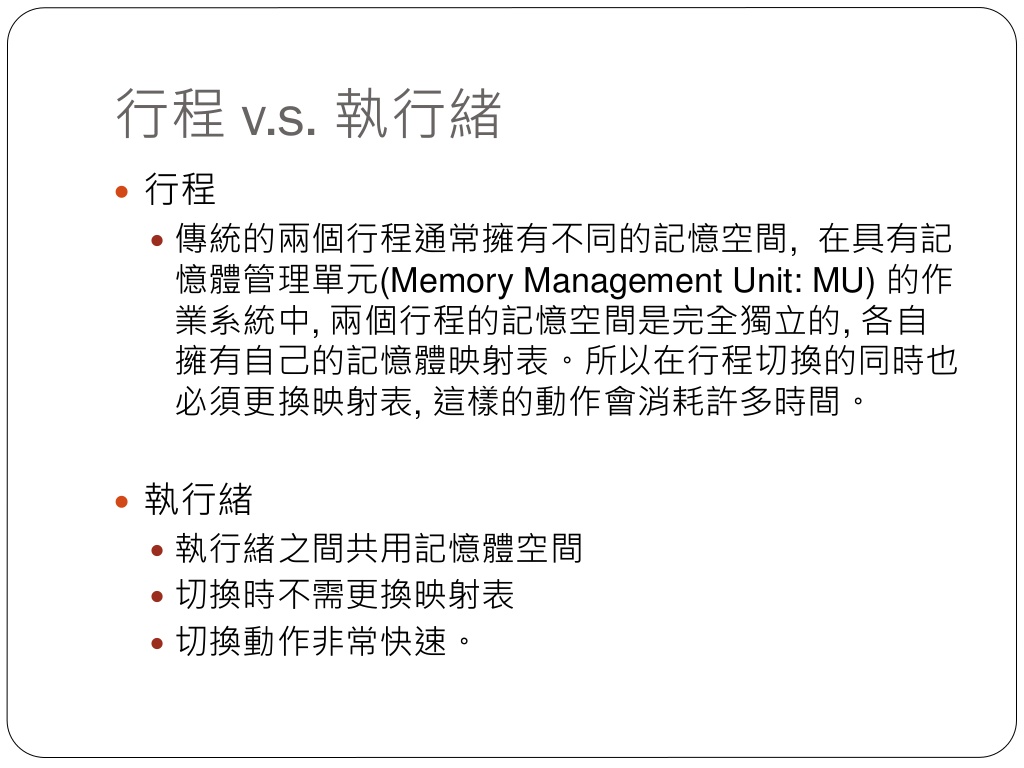 行程 v.s. 執行緒
• 行程
• 傳統的兩個行程通常擁有不同的記憶空間, 在具有記
憶體管理單元(Memory Management Unit: MU) 的作
業系統中, 兩個行程的記憶空間是完全獨立的, 各自
擁有自己的記憶體映射表。所以在行程切換的同時也
必須更換映射表, 這樣的動作會消耗許多時間。
• 執行緒
• 執行緒之間共用記憶體空間
• 切換時不需更換映射表
• 切換動作非常快速。